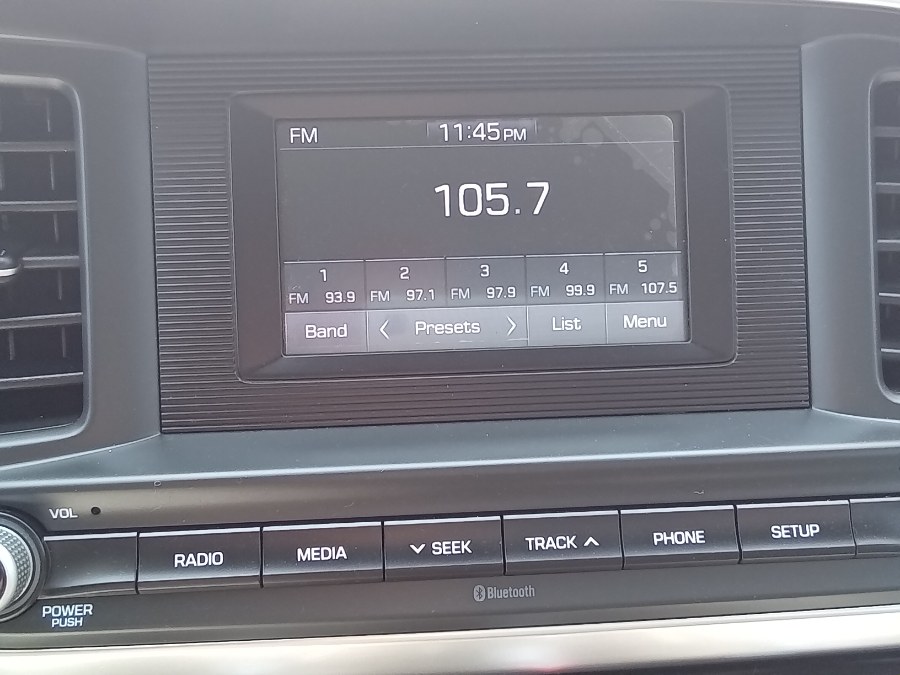 FM 11:45 PM
105.7
1 2 3 4 5
FM 93.9 FM 97.1 FM 97.9 FM 99.9 FM 107.5
Band < Presets > List Menu
VOL
RADIO MEDIA SEEK TRACK PHONE SETUP
POWER
PUSH
Bluetooth